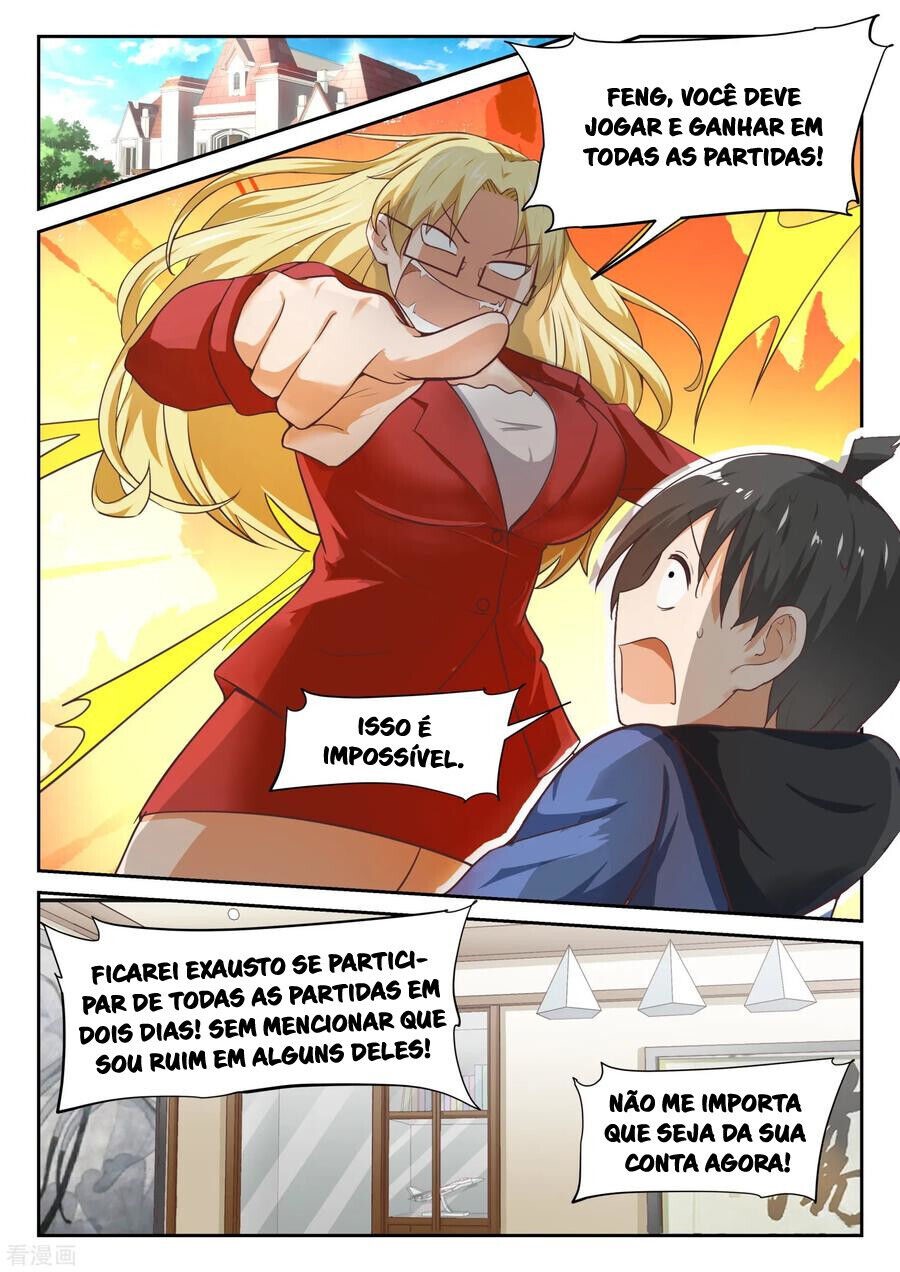 FENG, VOCÊ DEVE
JOGAR E GANHAR EM
TODAS AS PARTIDAS!
ISSO É
IMPOSSÍVEL.
FICAREI EXAUSTO SE PARTICI-
PAR DE TODAS AS PARTIDAS EM
DOIS DIAS! SEM MENCIONAR QUE
SOU RUIM EM ALGUNS DELES!
NÃO ME IMPORTA
QUE SEJA DA SUA
CONTA AGORA!
看漫画